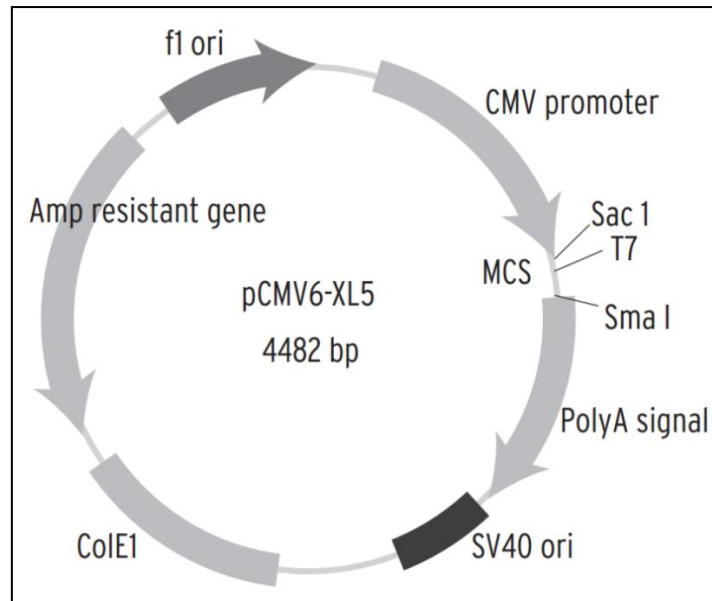 f1 ori
CMV promoter
Amp resistant gene
Sac 1
T7
MCS
pCMV6-XL5
Sma I
4482 bp
PolyA signal
ColE1
SV40 ori